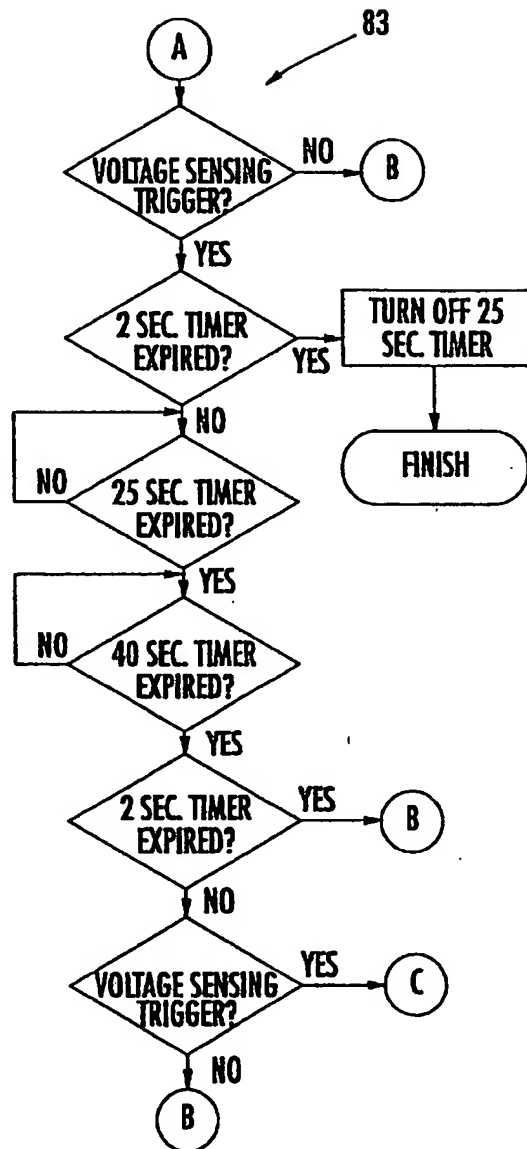 A
83
VOLTAGE SENSING
TRIGGER?
NO
B
YES
2 SEC. TIMER
EXPIRED?
YES
TURN OFF 25
SEC. TIMER
FINISH
NO
25 SEC. TIMER
EXPIRED?
NO
YES
40 SEC. TIMER
EXPIRED?
NO
YES
2 SEC. TIMER
EXPIRED?
YES
B
NO
VOLTAGE SENSING
TRIGGER?
YES
C
NO
B